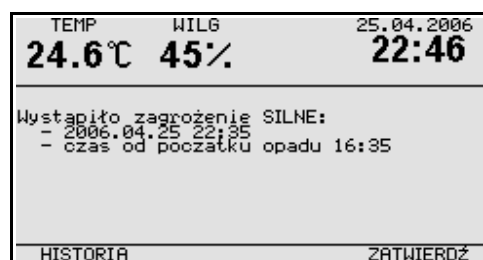 TEMP WILG 25.04.2006
24.6℃ 45% 22:46
Wystąpiło zagrożenie SILNE:
- 2006.04.25 22:35
- czas od początku opadu 16:35
HISTORIA ZATWIERDŹ